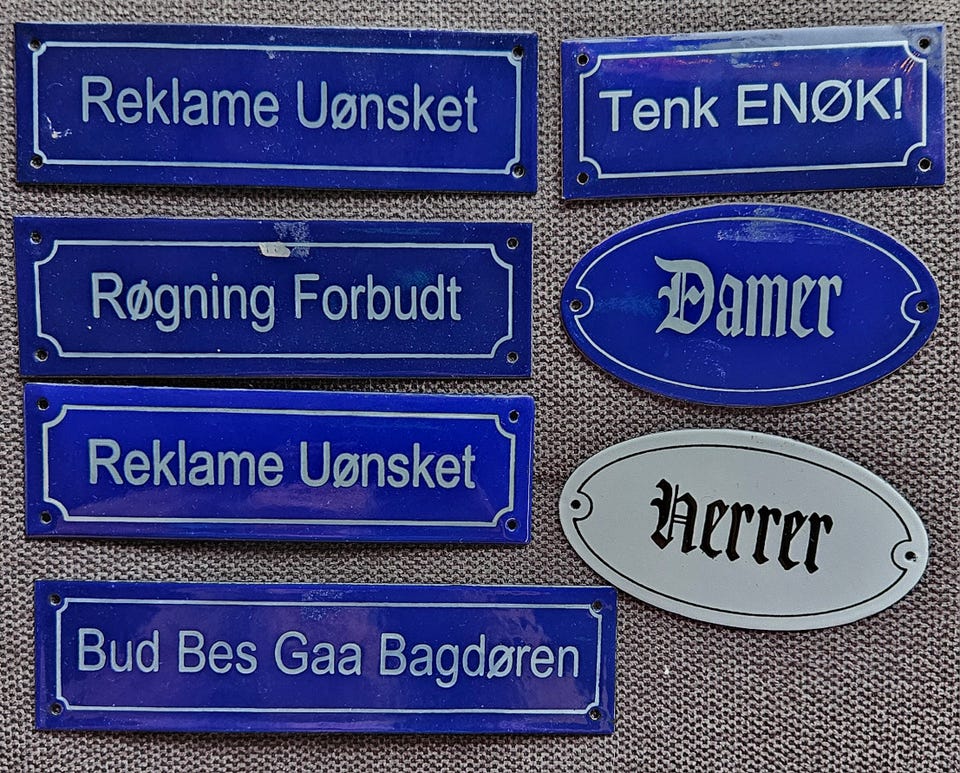 Reklame Uønsket
Tenk ENØK!
Røgning Forbudt
Damer
Reklame Uønsket
Herrer
Bud Bes Gaa Bagdøren